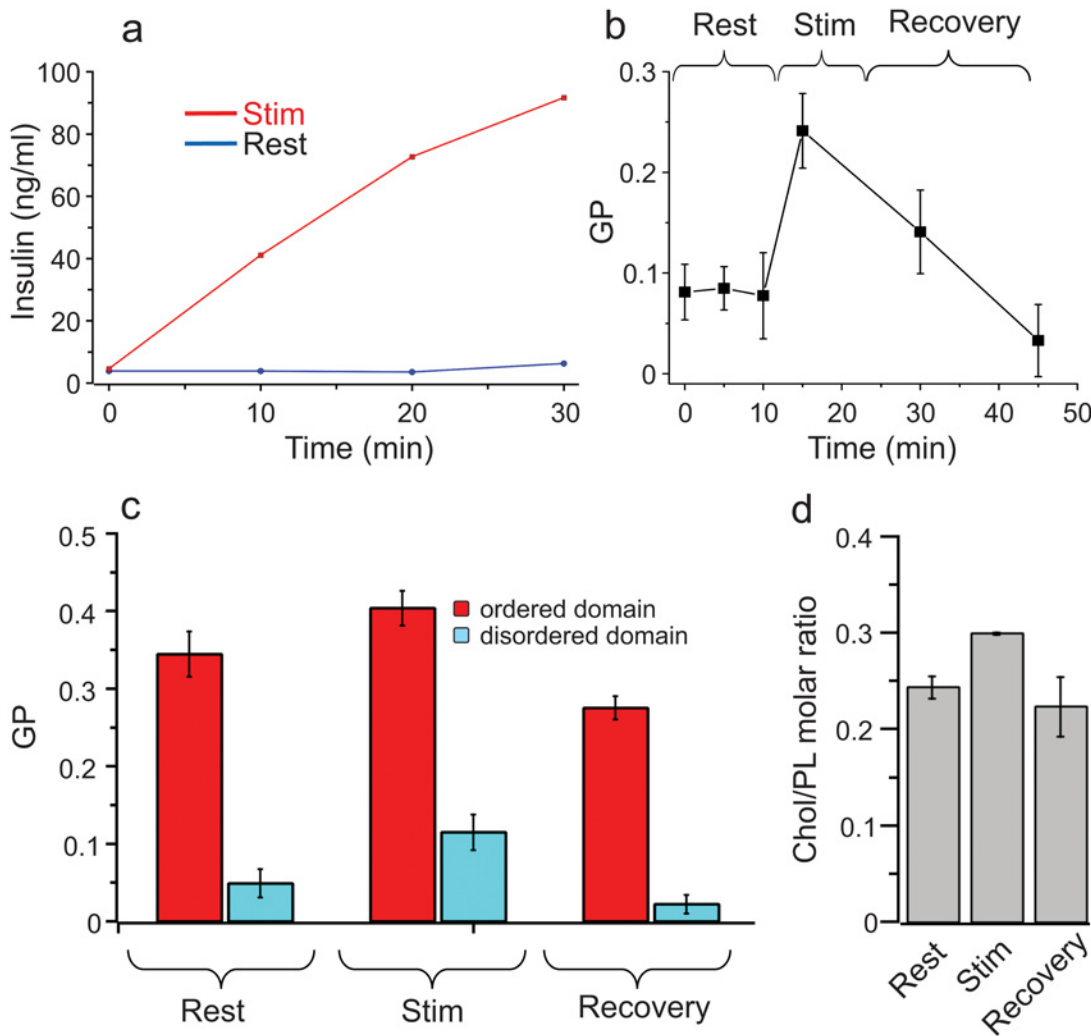 a
Insulin (ng/ml)
100
80
60
40
20
0
Stim
Rest
0 10 20 30
Time (min)
b
Rest Stim Recovery
GP
0.3
0.2
0.1
0
0 10 20 30 40 50
Time (min)
c
GP
0.5
0.4
0.3
0.2
0.1
0
ordered domain
disordered domain
Rest Stim Recovery
d
Chol/PL molar ratio
0.4
0.3
0.2
0.1
0
Rest Stim Recovery